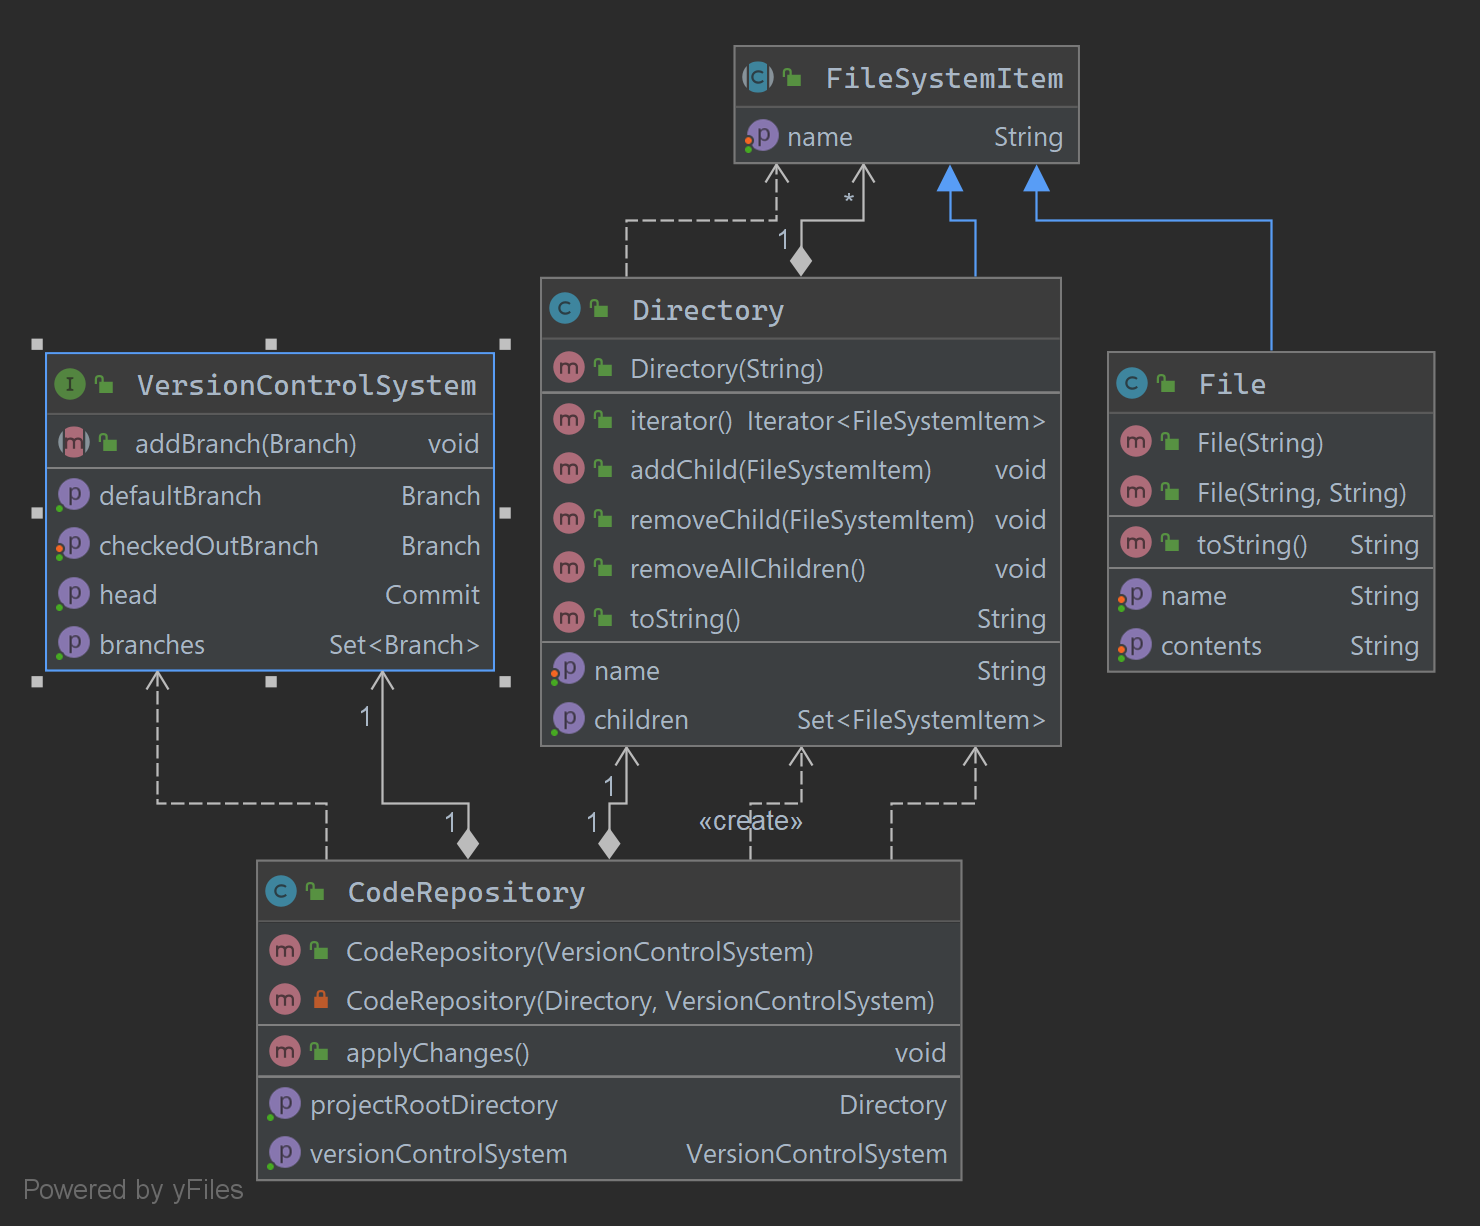 FileSystemItem
name String
*
1
Directory
Directory(String)
iterator() Iterator<FileSystemItem>
addChild(FileSystemItem) void
removeChild(FileSystemItem) void
removeAllChildren() void
toString() String
name String
children Set<FileSystemItem>
VersionControlSystem
addBranch(Branch) void
defaultBranch Branch
checkedOutBranch Branch
head Commit
branches Set<Branch>
File
File(String)
File(String, String)
toString() String
name String
contents String
1
1
1
1
«create»
CodeRepository
CodeRepository(VersionControlSystem)
CodeRepository(Directory, VersionControlSystem)
applyChanges() void
projectRootDirectory Directory
versionControlSystem VersionControlSystem
Powered by yFiles